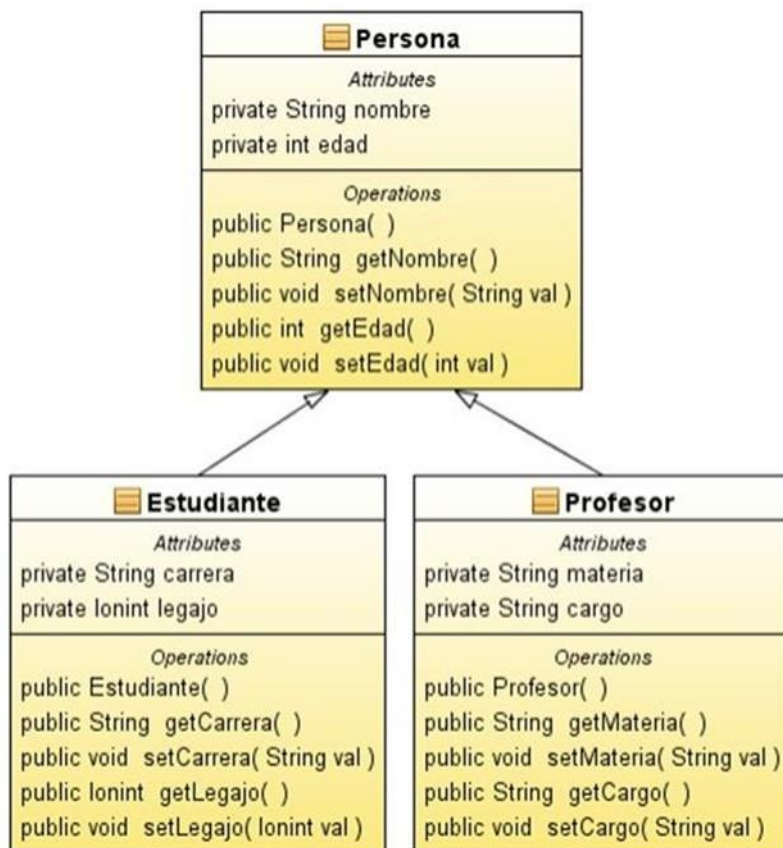 Persona
Attributes
private String nombre
private int edad
Operations
public Persona( )
public String getNombre( )
public void setNombre( String val )
public int getEdad( )
public void setEdad( int val )
Estudiante
Attributes
private String carrera
private lonint legajo
Operations
public Estudiante( )
public String getCarrera( )
public void setCarrera( String val )
public lonint getLegajo( )
public void setLegajo( lonint val )
Profesor
Attributes
private String materia
private String cargo
Operations
public Profesor( )
public String getMateria( )
public void setMateria( String val )
public String getCargo( )
public void setCargo( String val )